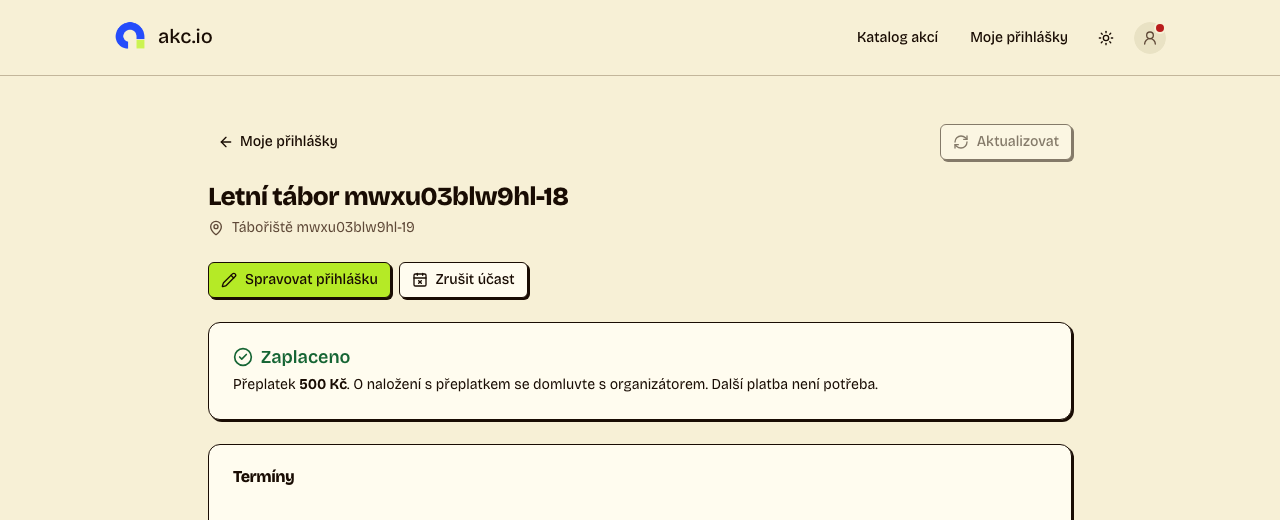 akc.io
Katalog akcí
Moje přihlášky
Moje přihlášky
Aktualizovat
Letní tábor mwxu03blw9hl-18
Tábořiště mwxu03blw9hl-19
Spravovat přihlášku
Zrušit účast
Zaplaceno
Přeplatek 500 Kč. O naložení s přeplatkem se domluvte s organizátorem. Další platba není potřeba.
Termíny